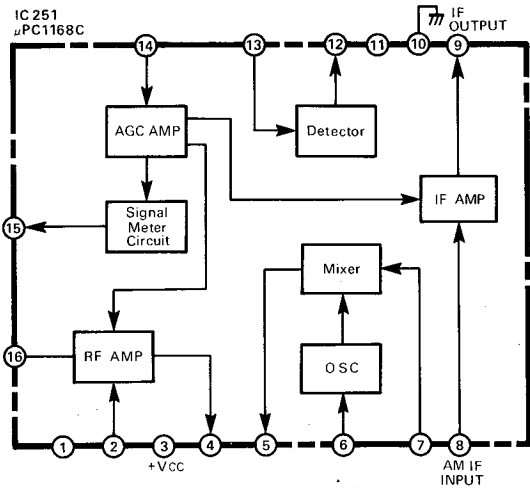 IC 251
μPC1168C
IF
OUTPUT
14
13
12
11
10
9
AGC AMP
Detector
IF AMP
15
Signal
Meter
Circuit
Mixer
16
RF AMP
OSC
1
2
3
4
5
6
7
8
+VCC
AM IF
INPUT